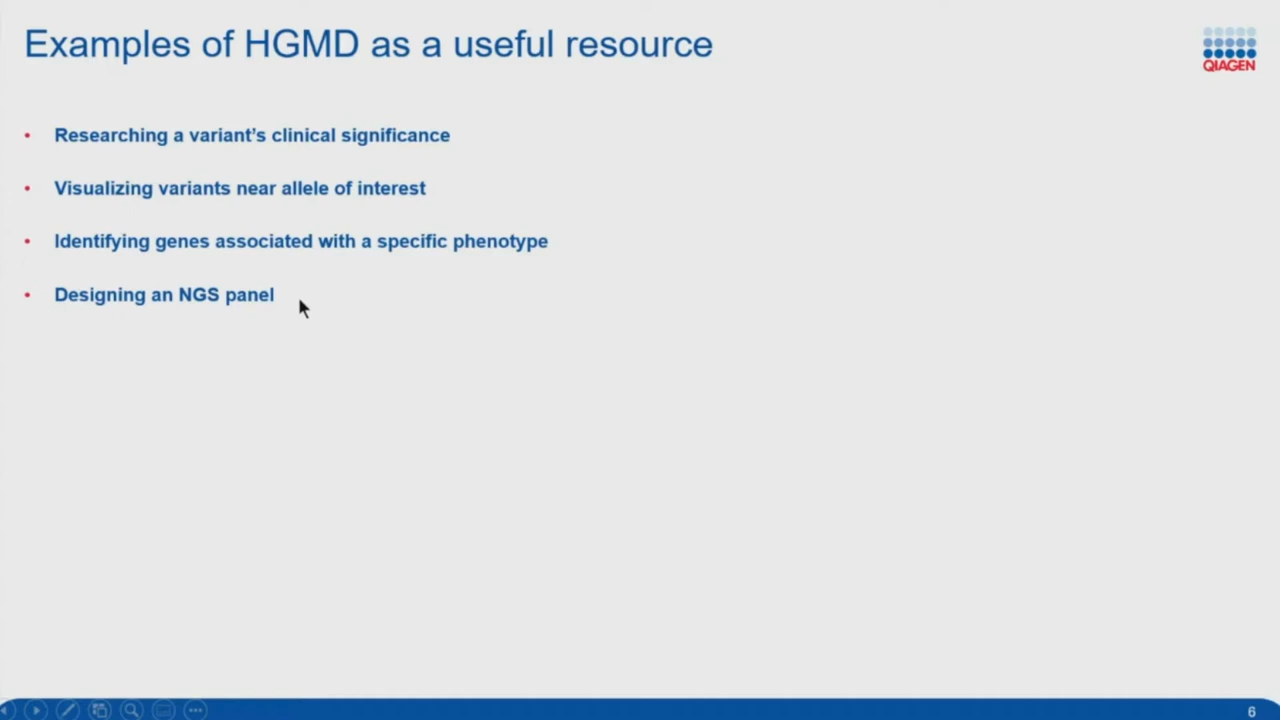 Examples of HGMD as a useful resource
QIAGEN
• Researching a variant's clinical significance
• Visualizing variants near allele of interest
• Identifying genes associated with a specific phenotype
• Designing an NGS panel
6